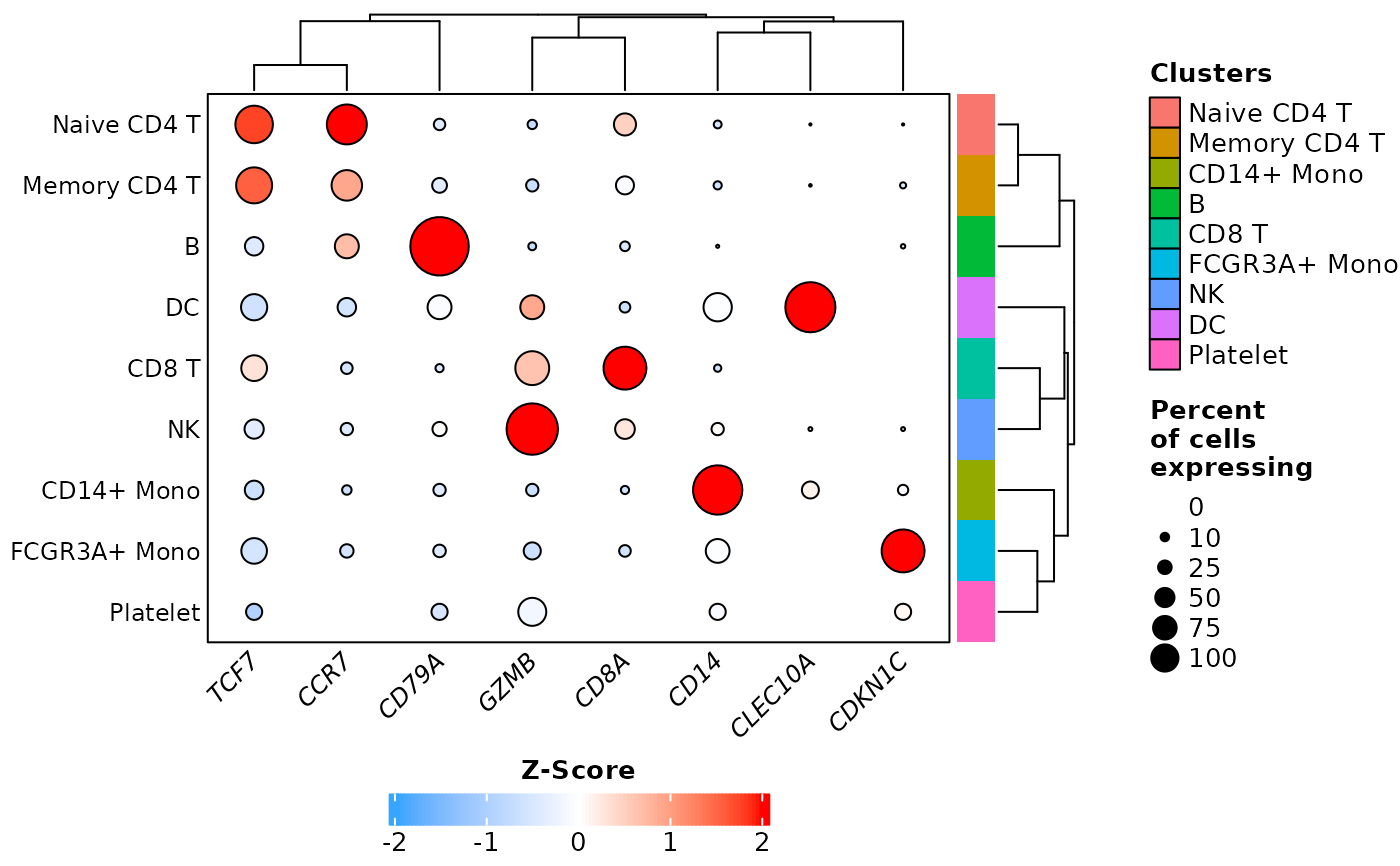 Naive CD4 T
Memory CD4 T
B
DC
CD8 T
NK
CD14+ Mono
FCGR3A+ Mono
Platelet
TCF7
CCR7
CD79A
GZMB
CD8A
CD14
CLEC10A
CDKN1C
Z-Score
-2 -1 0 1 2
Clusters
Naive CD4 T
Memory CD4 T
CD14+ Mono
B
CD8 T
FCGR3A+ Mono
NK
DC
Platelet
Percent
of cells
expressing
0
10
25
50
75
100